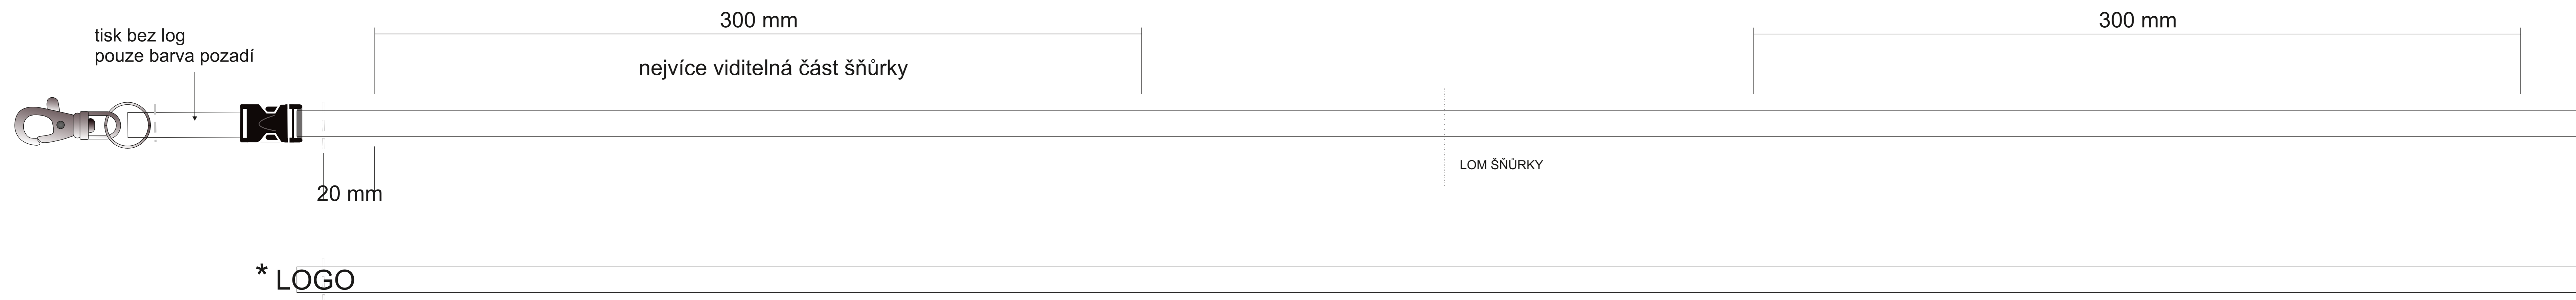 300 mm
300 mm
tisk bez log
pouze barva pozadí
nejvíce viditelná část šňůrky
LOM ŠŇŮRKY
20 mm
* LOGO